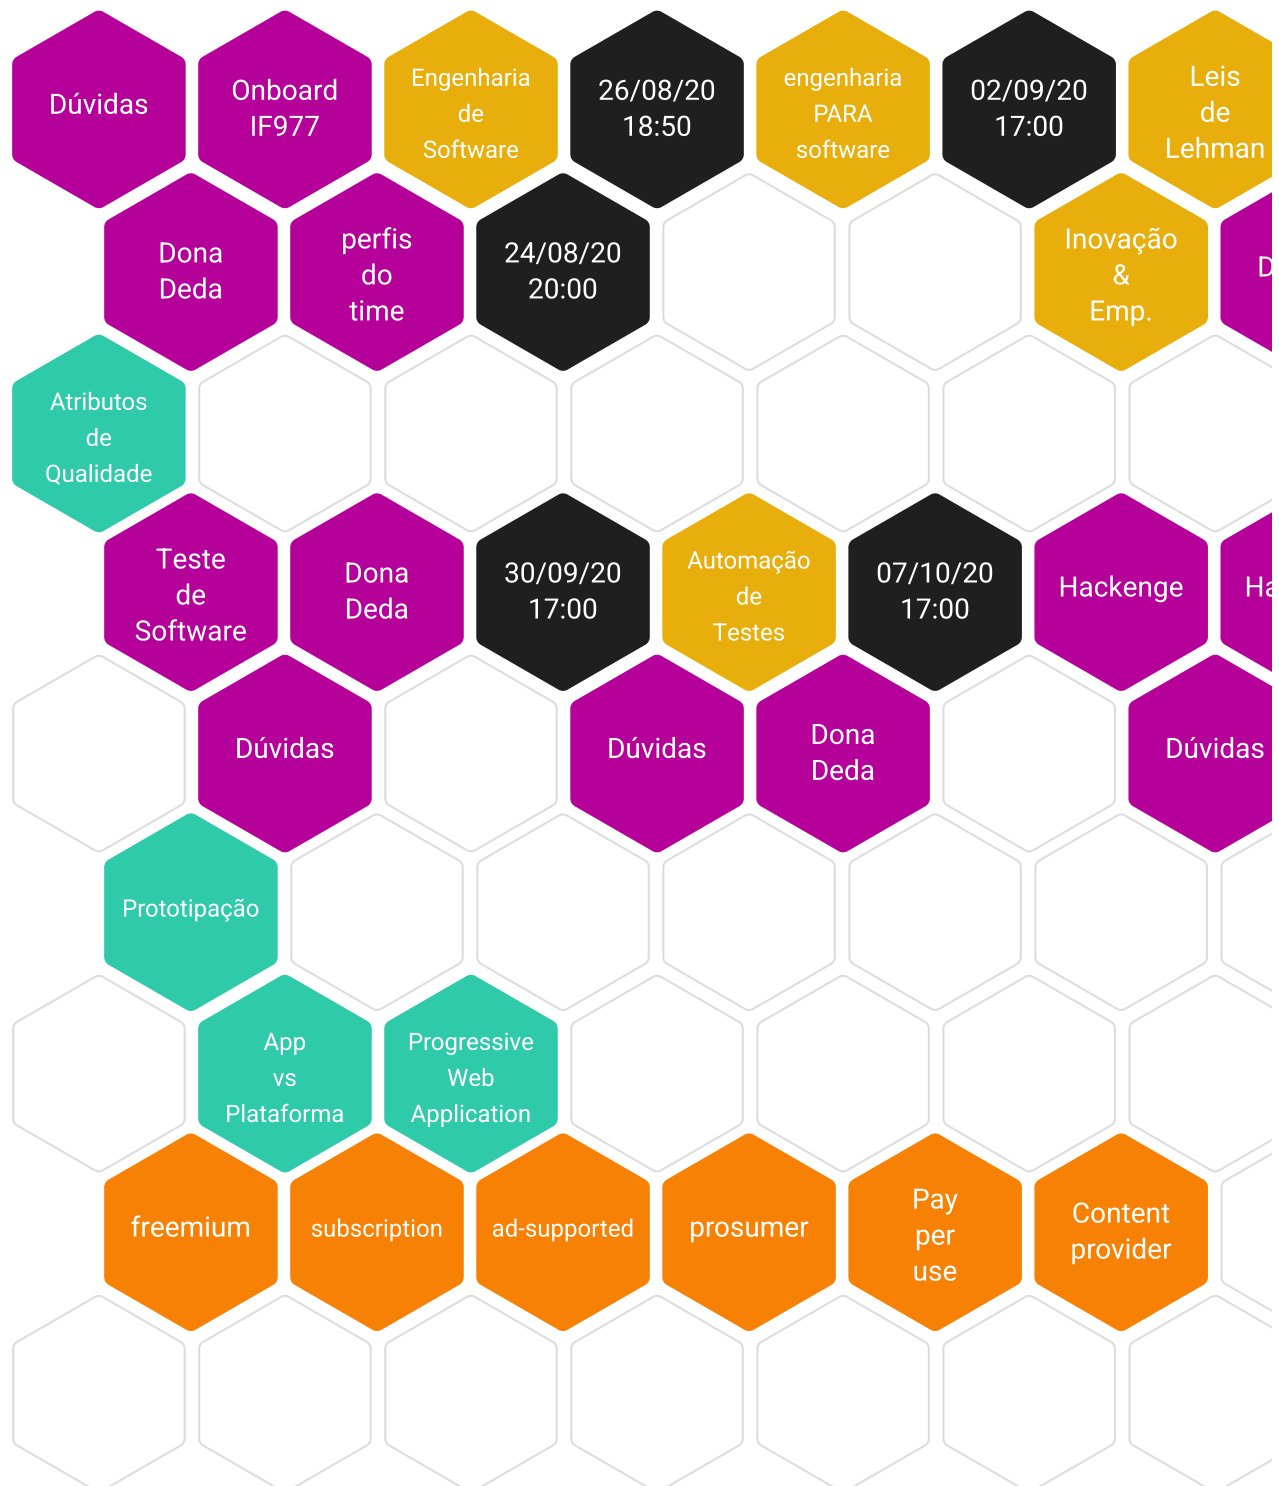 Dúvidas
Onboard
IF977
Engenharia
de
Software
26/08/20
18:50
engenharia
PARA
software
02/09/20
17:00
Leis
de
Lehman
Dona
Deda
perfis
do
time
24/08/20
20:00
Inovação
&
Emp.
D
Atributos
de
Qualidade
Teste
de
Software
Dona
Deda
30/09/20
17:00
Automação
de
Testes
07/10/20
17:00
Hackenge
Ha
Dúvidas
Dúvidas
Dona
Deda
Dúvidas
Prototipação
App
vs
Plataforma
Progressive
Web
Application
freemium
subscription
ad-supported
prosumer
Pay
per
use
Content
provider